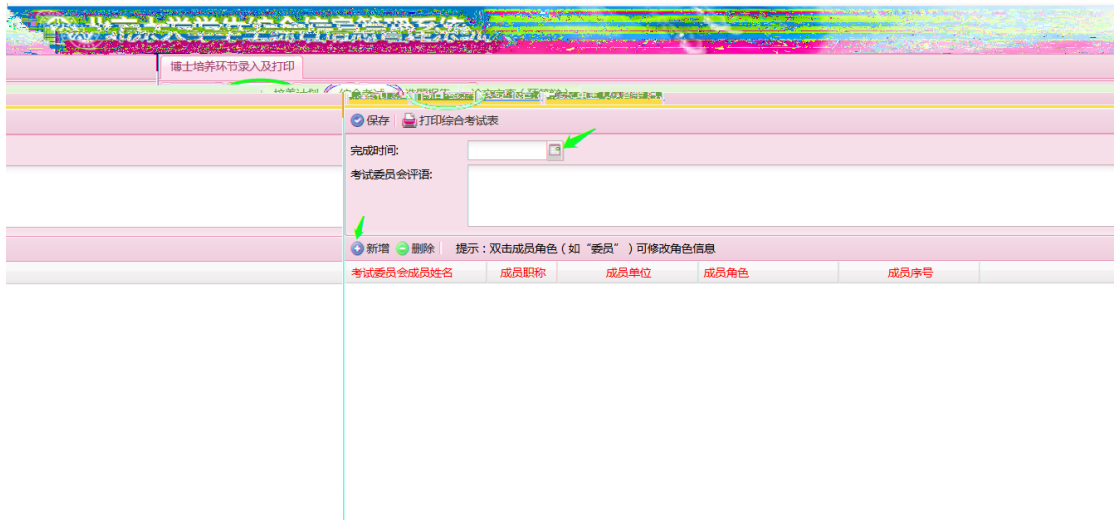 博士培养环节录入及打印
培养计划
保存 打印综合考试表
完成时间:
考试委员会评语:
新增 删除 提示：双击成员角色（如“委员”）可修改角色信息
考试委员会成员姓名 成员职称 成员单位 成员角色 成员序号